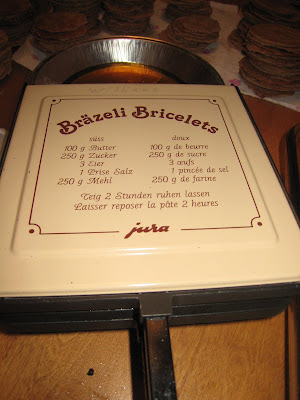 Bräzeli Bricelets
süss doux
100 g Butter 100 g de beurre
250 g Zucker 250 g de sucre
3 Eier 3 œufs
1 Prise Salz 1 pincée de sel
250 g Mehl 250 g de farine
Teig 2 Stunden ruhen lassen
Laisser reposer la pâte 2 heures
jura